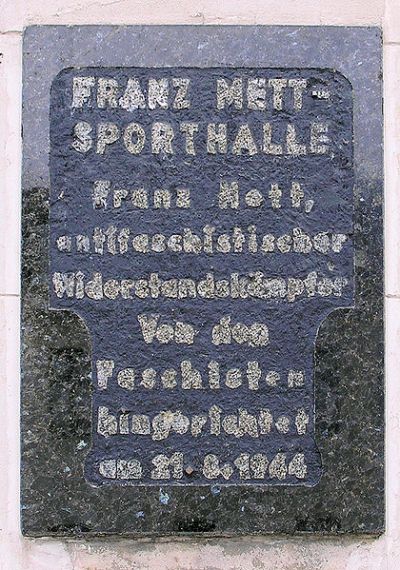 FRANZ METT-
SPORTHALLE
Franz Mett,
antifaschistischer
Widerstandskämpfer
Von den
Faschisten
hingerichtet
am 21.8.1944